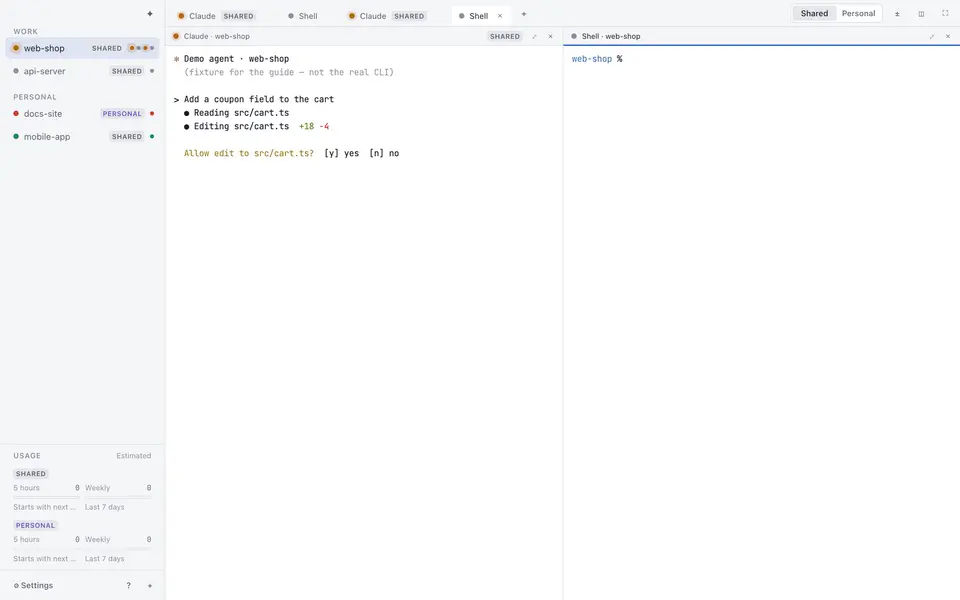 WORK
web-shop SHARED
api-server SHARED
PERSONAL
docs-site PERSONAL
mobile-app SHARED
USAGE Estimated
SHARED
5 hours 0 Weekly 0
Starts with next ... Last 7 days
PERSONAL
5 hours 0 Weekly 0
Starts with next ... Last 7 days
Settings ?
Claude SHARED Shell Claude SHARED Shell × +
Shared Personal ±
Claude · web-shop SHARED ×
✻ Demo agent · web-shop
(fixture for the guide — not the real CLI)
> Add a coupon field to the cart
● Reading src/cart.ts
● Editing src/cart.ts +18 -4
Allow edit to src/cart.ts? [y] yes [n] no
Shell · web-shop ×
web-shop %